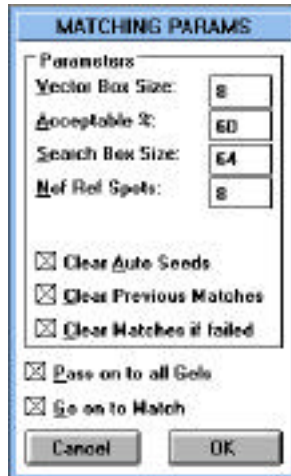 MATCHING PARAMS
Parameters
Vector Box Size: 8
Acceptable %: 60
Search Box Size: 64
Nof Ref Spots: 8
Clear Auto Seeds
Clear Previous Matches
Clear Matches if failed
Pass on to all Gels
Go on to Match
Cancel OK